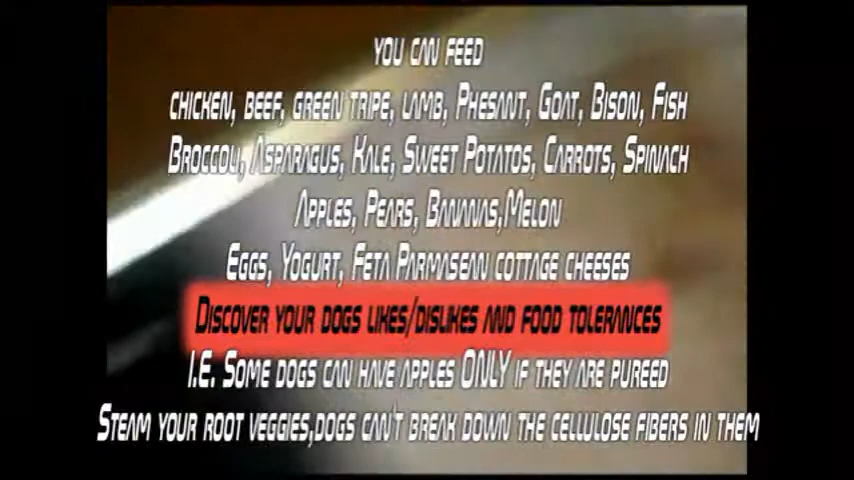 YOU CAN FEED
CHICKEN, BEEF, GREEN TRIPE, LAMB, PHESANT, GOAT, BISON, FISH
BROCCOLI, ASPARAGUS, KALE, SWEET POTATOS, CARROTS, SPINACH
APPLES, PEARS, BANANAS,MELON
EGGS, YOGURT, FETA PARMASEAN COTTAGE CHEESES
DISCOVER YOUR DOGS LIKES/DISLIKES AND FOOD TOLERANCES
I.E. SOME DOGS CAN HAVE APPLES ONLY IF THEY ARE PUREED
STEAM YOUR ROOT VEGGIES,DOGS CAN'T BREAK DOWN THE CELLULOSE FIBERS IN THEM